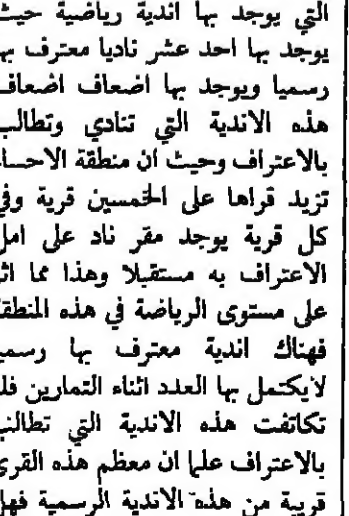 التي يوجد بها اندية رياضية حيث
يوجد بها احد عشر ناديا معترف بها
رسميا ويوجد بها اضعاف اضعاف
هذه الاندية التي تنادي وتطالب
بالاعتراف وحيث ان منطقة الاحسا
تزيد قراها على الخمسين قرية وفي
كل قرية يوجد مقر ناد على امل
الاعتراف به مستقبلا وهذا مما اثر
على مستوى الرياضة في هذه المنطقة
فهناك اندية معترف بها رسميا
لايكتمل بها العدد اثناء التمارين فلو
تكاتفت هذه الاندية التي تطالب
بالاعتراف علما ان معظم هذه القرى
قريبة من هذه الاندية الرسمية فهل